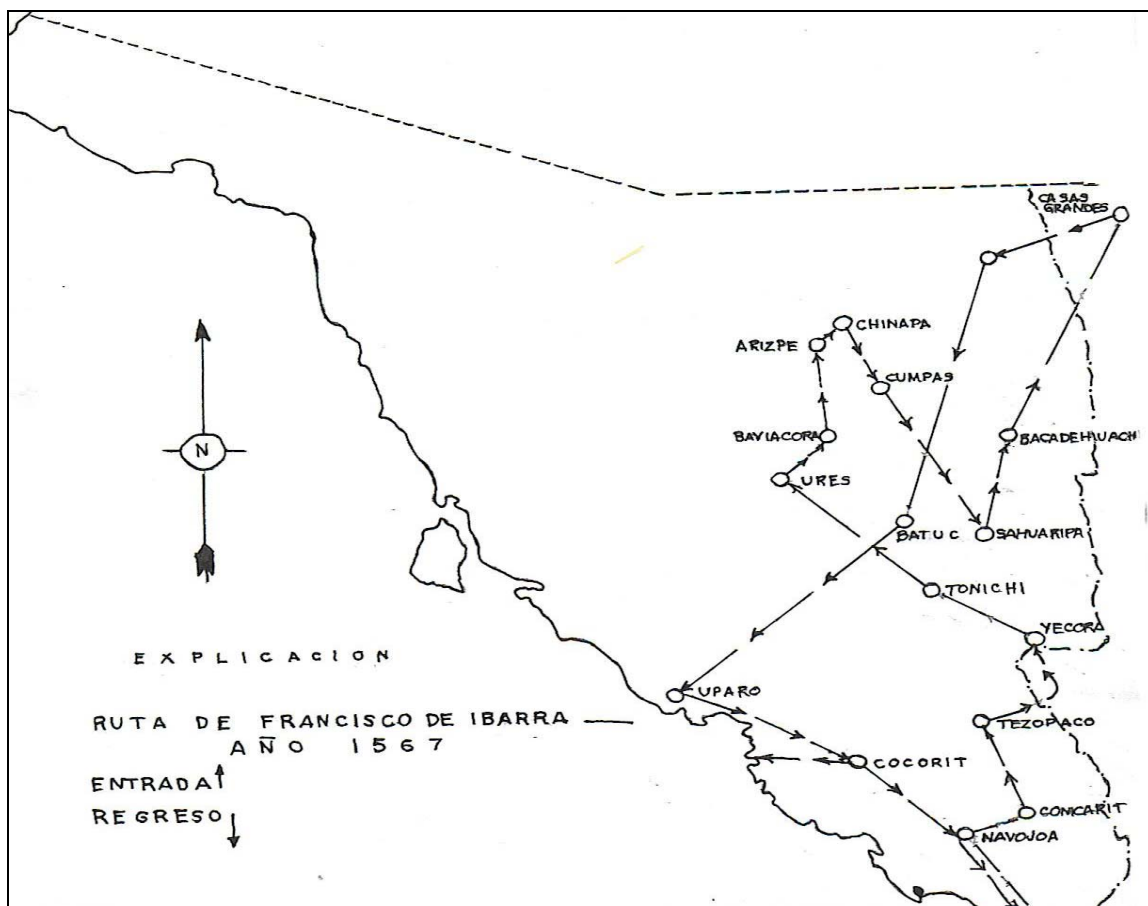 CASAS
GRANDES
CHINAPA
ARIZPE
CUMPAS
BAVIACORA
BACADEHUACHI
URES
BATUC
SAHUARIPA
TONICHI
YECORA
N
EXPLICACION
UPARO
RUTA DE FRANCISCO DE IBARRA
AÑO 1567
TEZOPACO
COCORIT
ENTRADA
REGRESO
CONICARIT
NAVOJOA